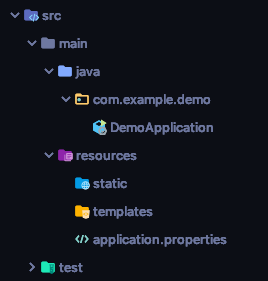 src
main
java
com.example.demo
DemoApplication
resources
static
templates
application.properties
test